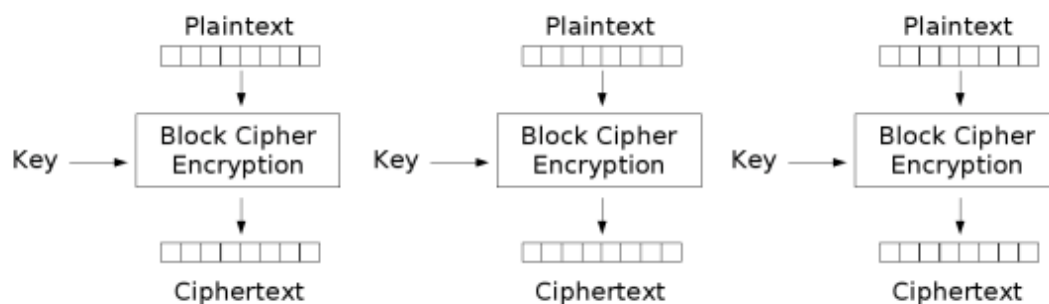 Plaintext Plaintext Plaintext
Key Block Cipher Encryption Key Block Cipher Encryption Key Block Cipher Encryption
Ciphertext Ciphertext Ciphertext